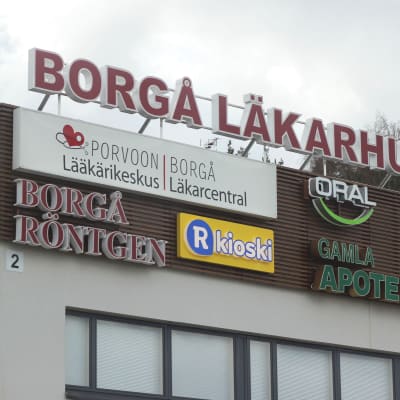 BORGÅ LÄKARHU
PORVOON | BORGÅ
Lääkärikeskus | Läkarcentral
ORAL
BORGÅ
RÖNTGEN
R kioski
GAMLA
APOTE
2